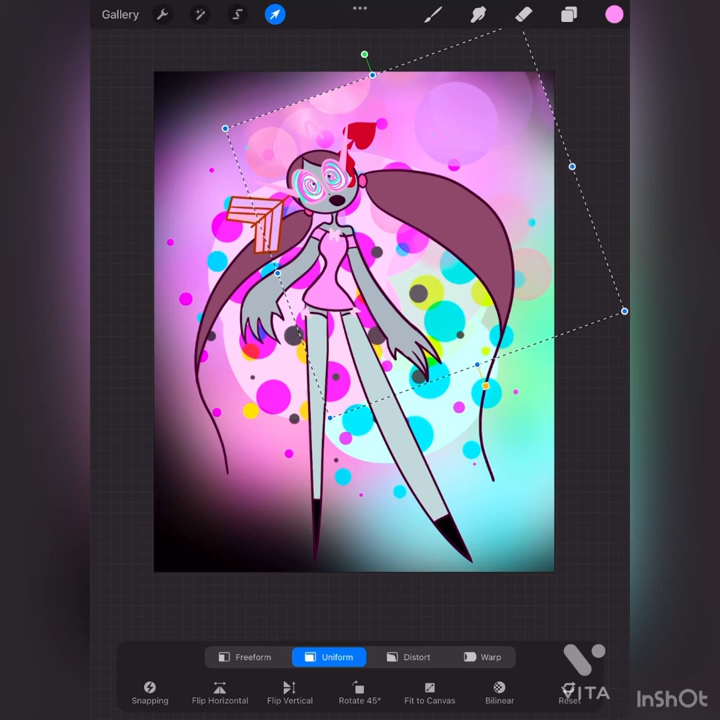 Gallery
Freeform
Uniform
Distort
Warp
Snapping
Flip Horizontal
Flip Vertical
Rotate 45°
Fit to Canvas
Bilinear
Reset
VITA
InShOt